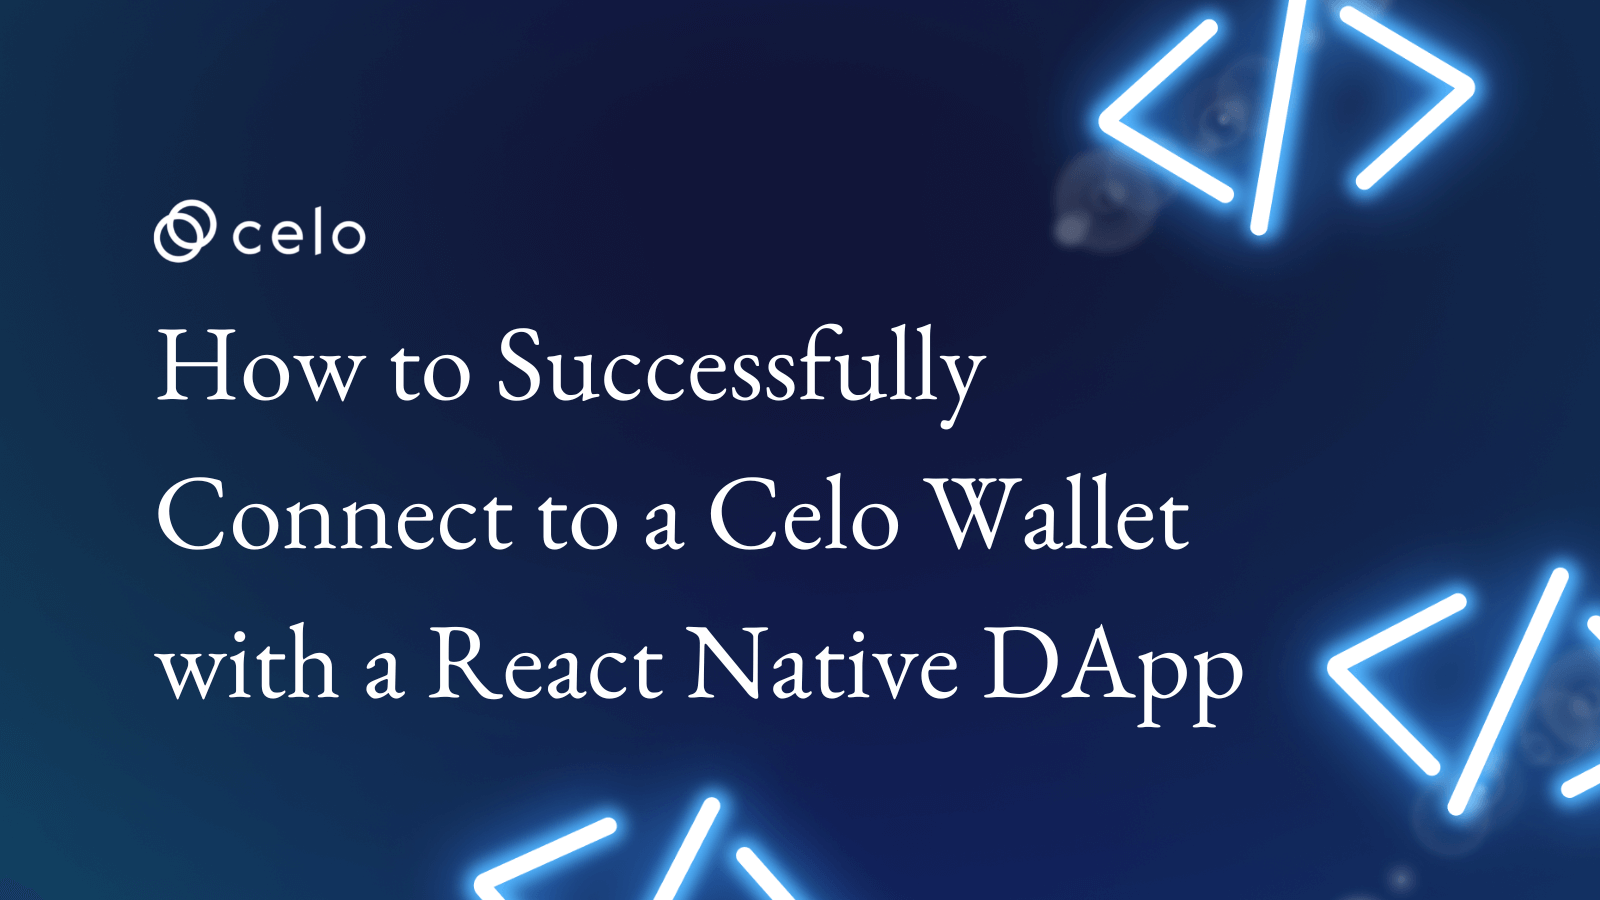 celo
How to Successfully
Connect to a Celo Wallet
with a React Native DApp